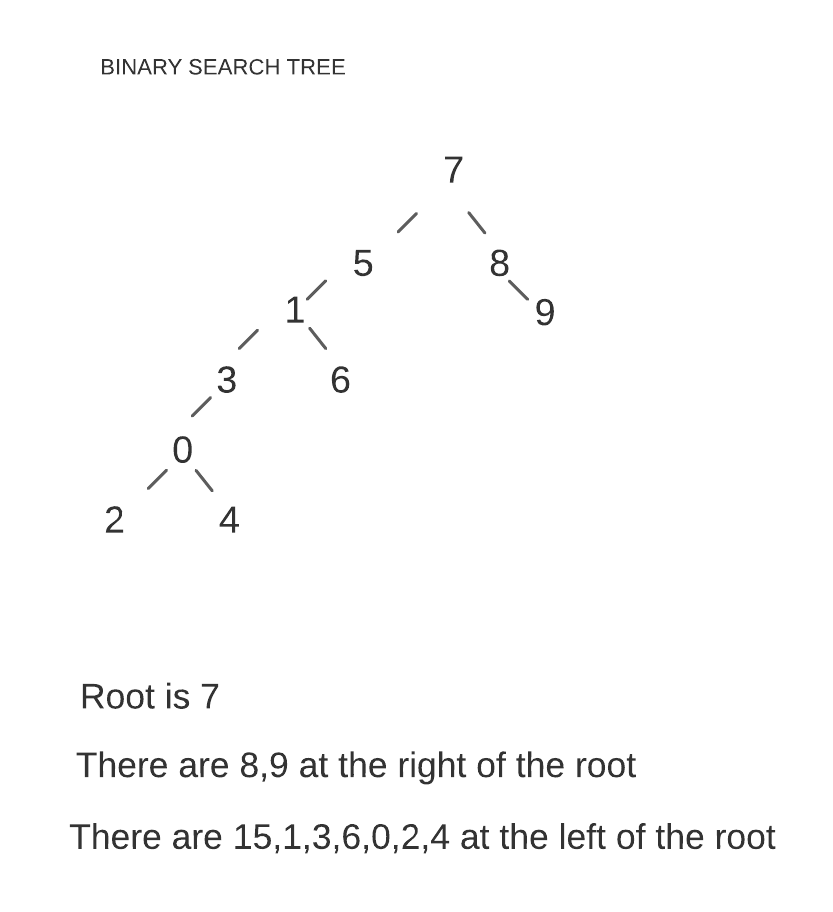 BINARY SEARCH TREE
7
5 8
1 9
3 6
0
2 4
Root is 7
There are 8,9 at the right of the root
There are 15,1,3,6,0,2,4 at the left of the root